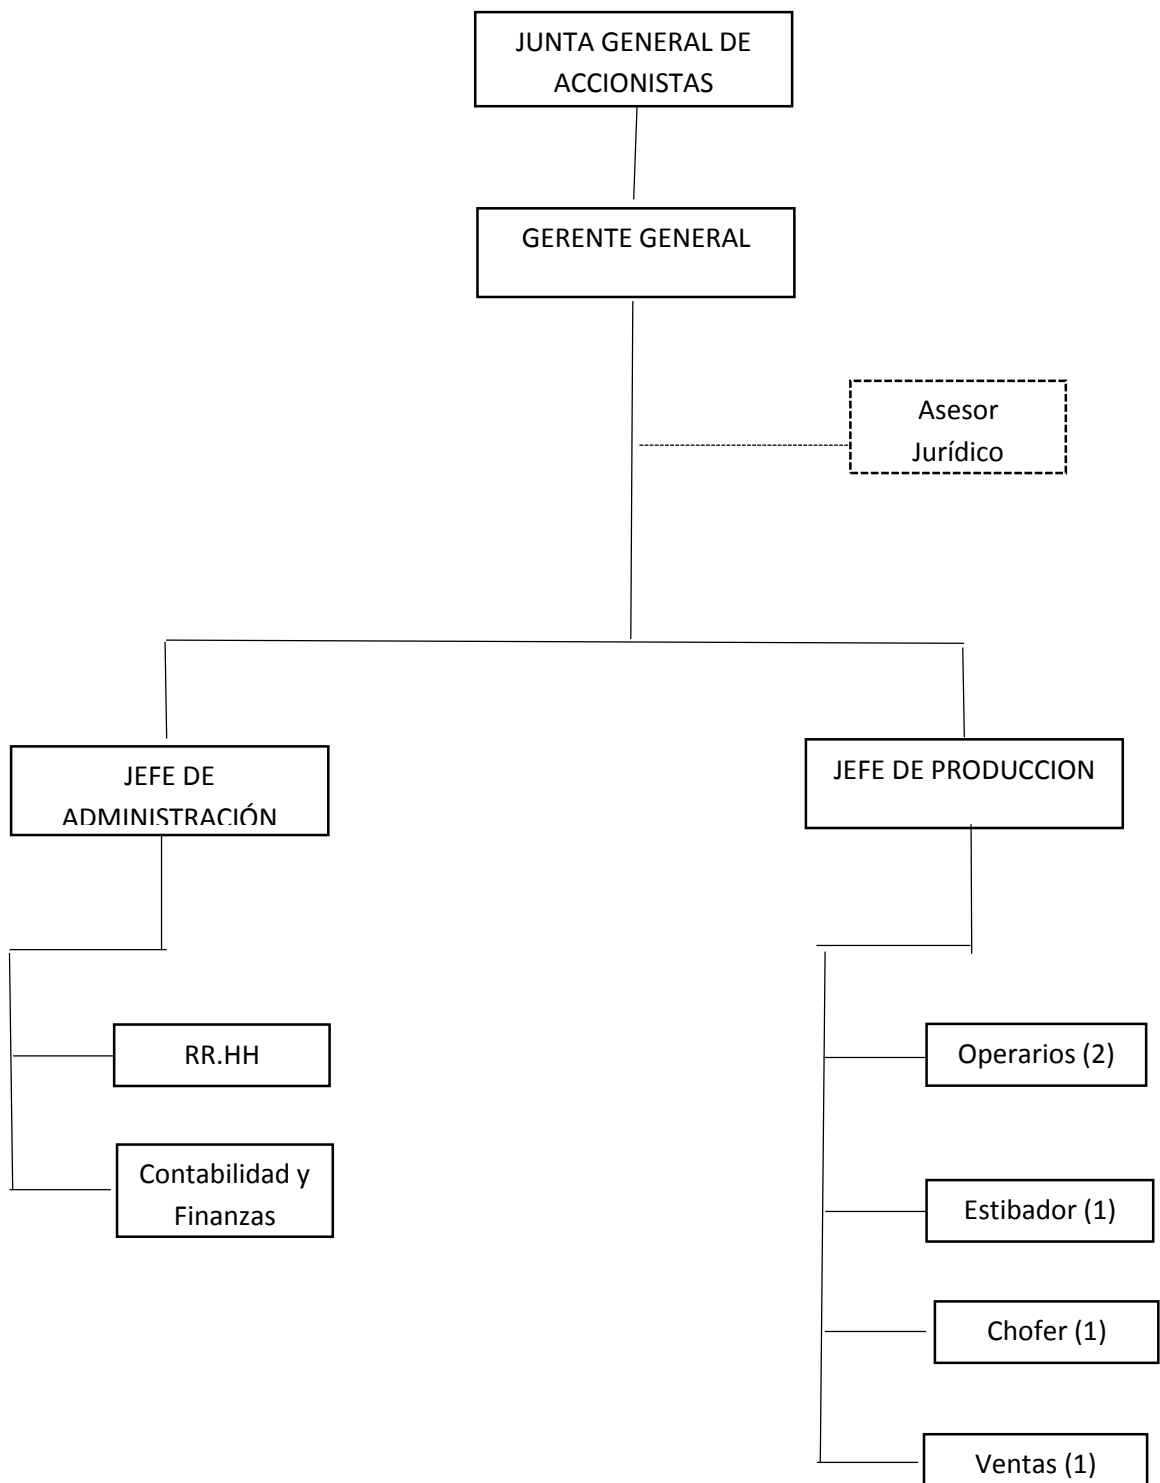 JUNTA GENERAL DE
ACCIONISTAS
GERENTE GENERAL
Asesor
Jurídico
JEFE DE
ADMINISTRACIÓN
JEFE DE PRODUCCION
RR.HH
Contabilidad y
Finanzas
Operarios (2)
Estibador (1)
Chofer (1)
Ventas (1)